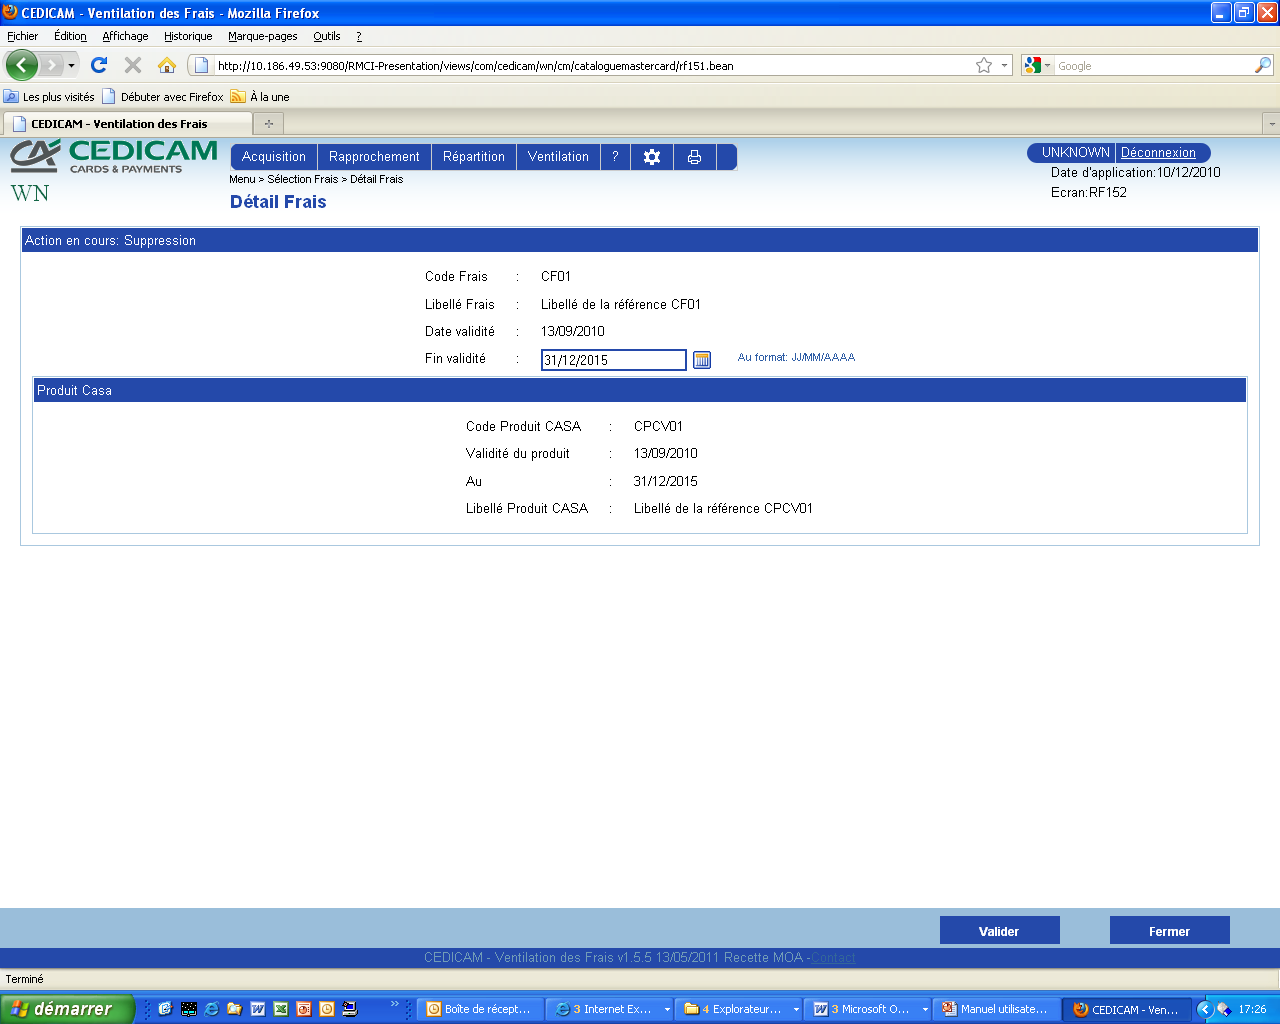 CEDICAM - Ventilation des Frais - Mozilla Firefox
Fichier Édition Affichage Historique Marque-pages Outils ?
http://10.186.49.53:9080/RMCI-Presentation/views/com/cedicam/wn/cm/cataloguemastercard/rf151.bean
Google
Les plus visités Débuter avec Firefox À la une
CEDICAM - Ventilation des Frais
CEDICAM
CARDS & PAYMENTS
WN
Acquisition Rapprochement Répartition Ventilation ?
UNKNOWN Déconnexion
Date d'application:10/12/2010
Ecran:RF152
Menu > Sélection Frais > Détail Frais
Détail Frais
Action en cours: Suppression
Code Frais : CF01
Libellé Frais : Libellé de la référence CF01
Date validité : 13/09/2010
Fin validité : 31/12/2015 Au format: JJ/MM/AAAA
Produit Casa
Code Produit CASA : CPCV01
Validité du produit : 13/09/2010
Au : 31/12/2015
Libellé Produit CASA : Libellé de la référence CPCV01
Valider Fermer
CEDICAM - Ventilation des Frais v1.5.5 13/05/2011 Recette MOA -Contact
Terminé
démarrer Boîte de récept... 3 Internet Ex... 4 Explorateur... 3 Microsoft O... Manuel utilisate... CEDICAM - Ven... 17:26